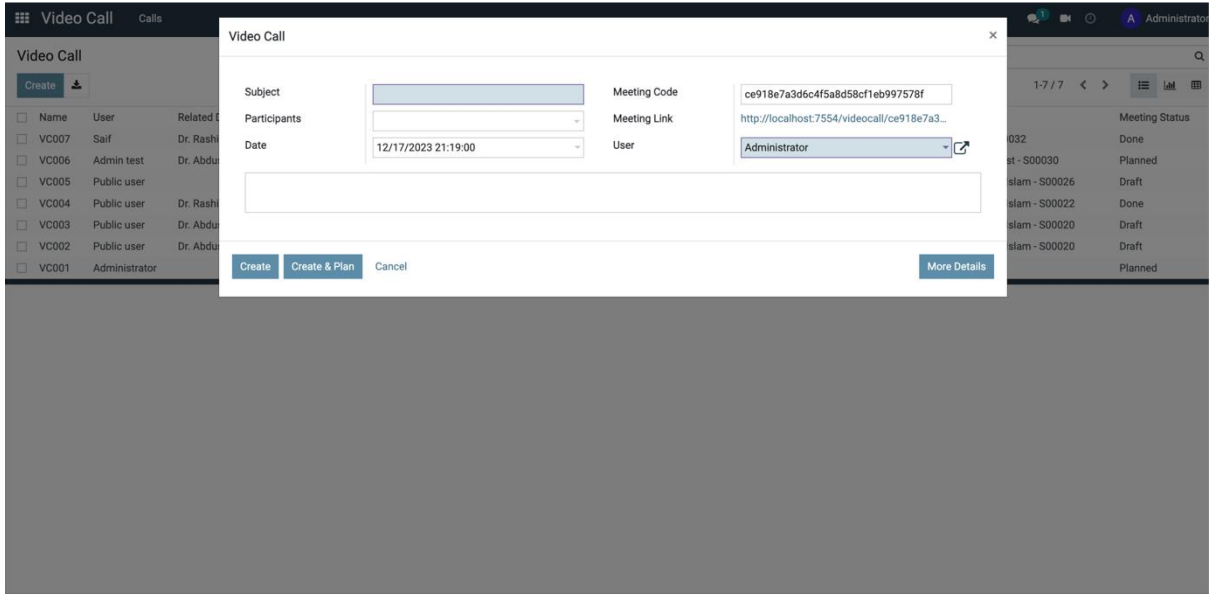 Video Call Calls 1 A Administrator
Video Call ×
Video Call
Create 1-7 / 7
Subject Meeting Code ce918e7a3d6c4f5a8d58cf1eb997578f
Participants Meeting Link http://localhost:7554/videocall/ce918e7a3...
Date 12/17/2023 21:19:00 User Administrator
Create Create & Plan Cancel More Details
Name User Related Meeting Status
VC007 Saif Dr. Rashi 032 Done
VC006 Admin test Dr. Abdu st - S00030 Planned
VC005 Public user slam - S00026 Draft
VC004 Public user Dr. Rashi slam - S00022 Done
VC003 Public user Dr. Abdu slam - S00020 Draft
VC002 Public user Dr. Abdu slam - S00020 Draft
VC001 Administrator Planned